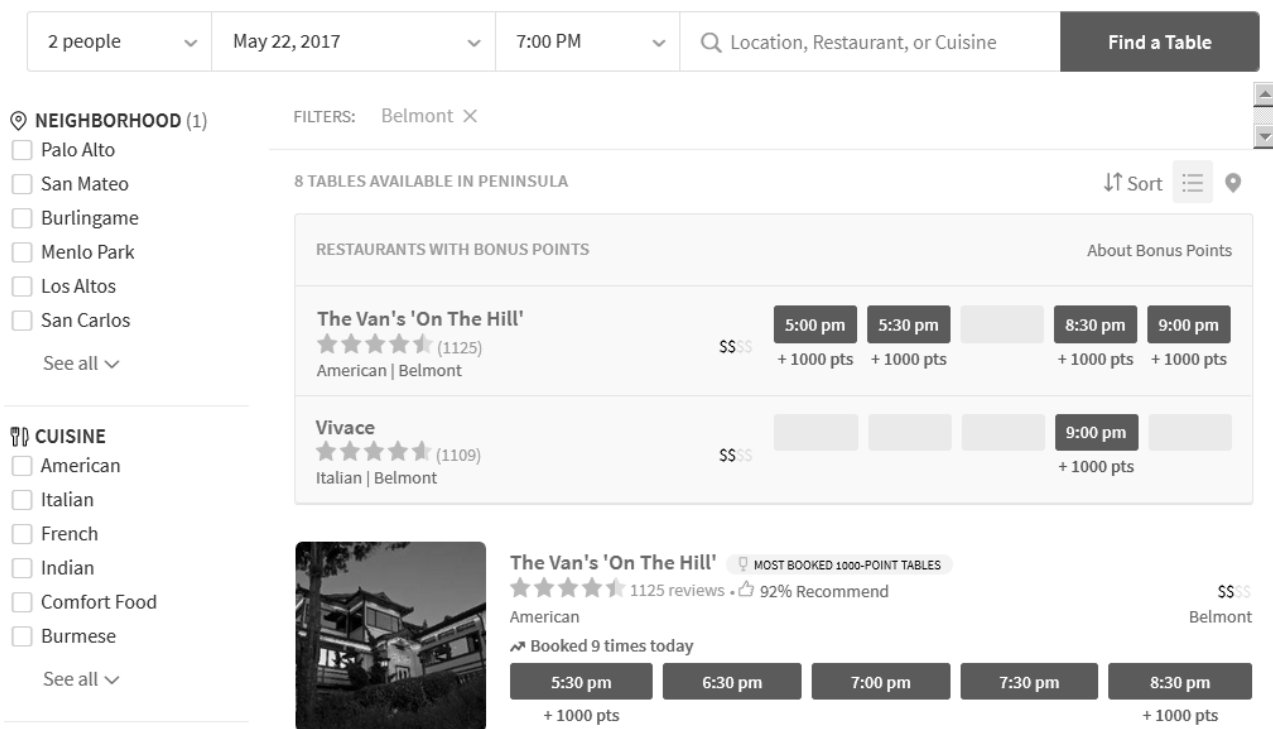 2 people
May 22, 2017
7:00 PM
Location, Restaurant, or Cuisine
Find a Table
NEIGHBORHOOD (1)
Palo Alto
San Mateo
Burlingame
Menlo Park
Los Altos
San Carlos
See all
CUISINE
American
Italian
French
Indian
Comfort Food
Burmese
See all
FILTERS: Belmont
8 TABLES AVAILABLE IN PENINSULA
Sort
RESTAURANTS WITH BONUS POINTS
About Bonus Points
The Van's 'On The Hill'
(1125)
American | Belmont
$$$$
5:00 pm 5:30 pm 8:30 pm 9:00 pm
+ 1000 pts + 1000 pts + 1000 pts + 1000 pts
Vivace
(1109)
Italian | Belmont
$$$$
9:00 pm
+ 1000 pts
The Van's 'On The Hill' MOST BOOKED 1000-POINT TABLES
1125 reviews • 92% Recommend
$$$$
American
Belmont
Booked 9 times today
5:30 pm 6:30 pm 7:00 pm 7:30 pm 8:30 pm
+ 1000 pts + 1000 pts